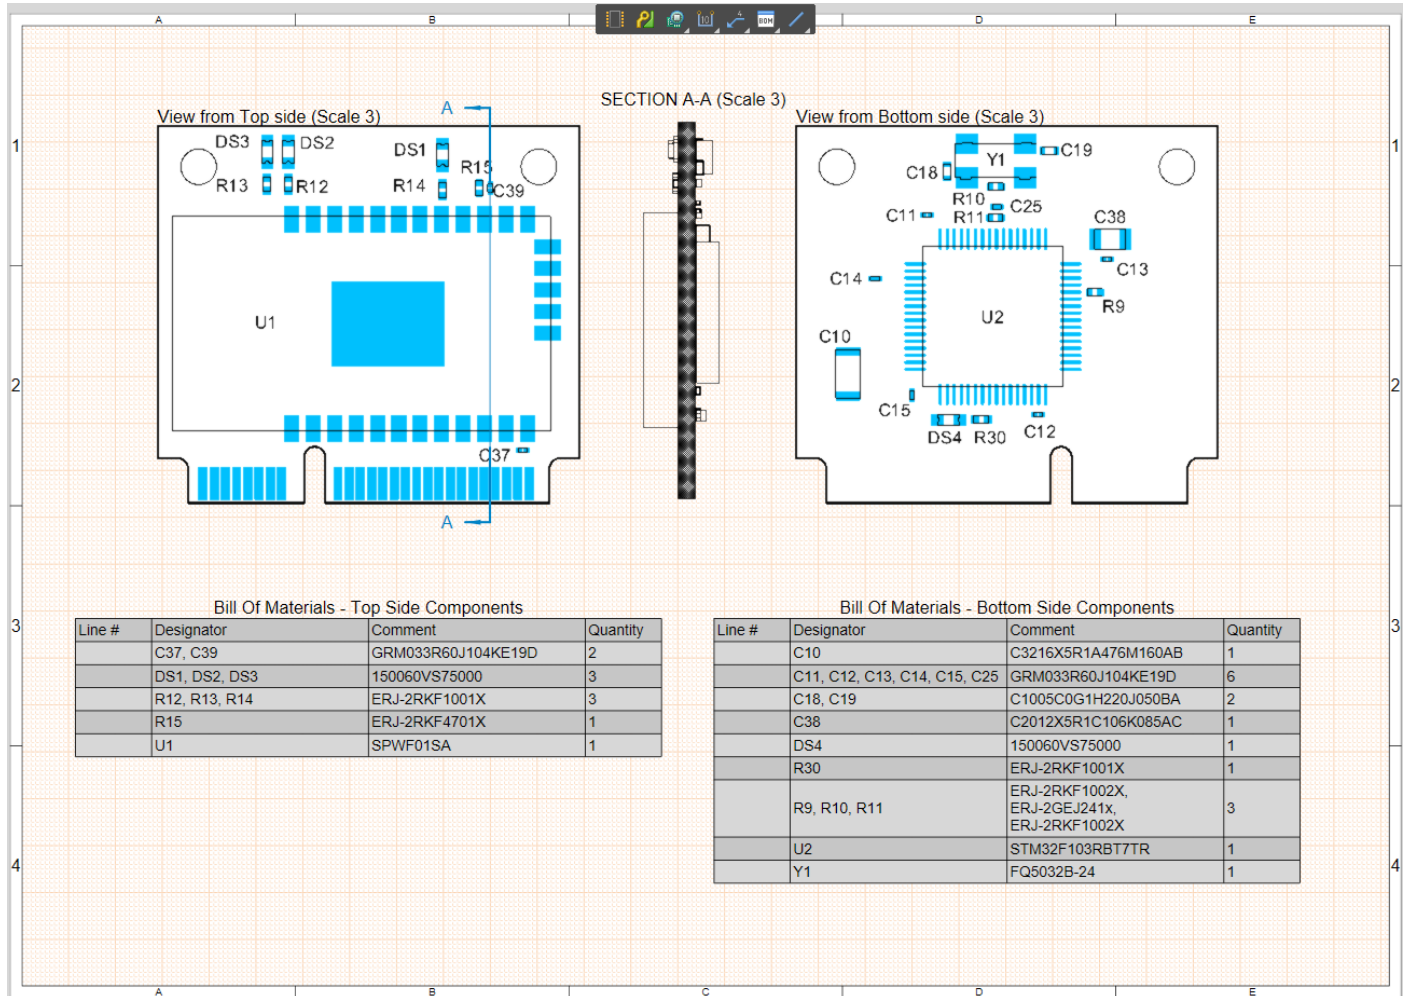 A B D E
BOM
SECTION A-A (Scale 3)
View from Top side (Scale 3)
A
View from Bottom side (Scale 3)
1 1
DS3 DS2 DS1 R15
R13 R12 R14 C39
U1
C37
A
Y1 C19
C18
R10
C25
C11 R11 C38
C13
C14
R9
U2
C10
C15
C12
DS4 R30
2 2
Bill Of Materials - Top Side Components
Line # Designator Comment Quantity
C37, C39 GRM033R60J104KE19D 2
DS1, DS2, DS3 150060VS75000 3
R12, R13, R14 ERJ-2RKF1001X 3
R15 ERJ-2RKF4701X 1
U1 SPWF01SA 1
Bill Of Materials - Bottom Side Components
Line # Designator Comment Quantity
C10 C3216X5R1A476M160AB 1
C11, C12, C13, C14, C15, C25 GRM033R60J104KE19D 6
C18, C19 C1005C0G1H220J050BA 2
C38 C2012X5R1C106K085AC 1
DS4 150060VS75000 1
R30 ERJ-2RKF1001X 1
R9, R10, R11 ERJ-2RKF1002X,
ERJ-2GEJ241x,
ERJ-2RKF1002X 3
U2 STM32F103RBT7TR 1
Y1 FQ5032B-24 1
3 3
4 4
A B C D E